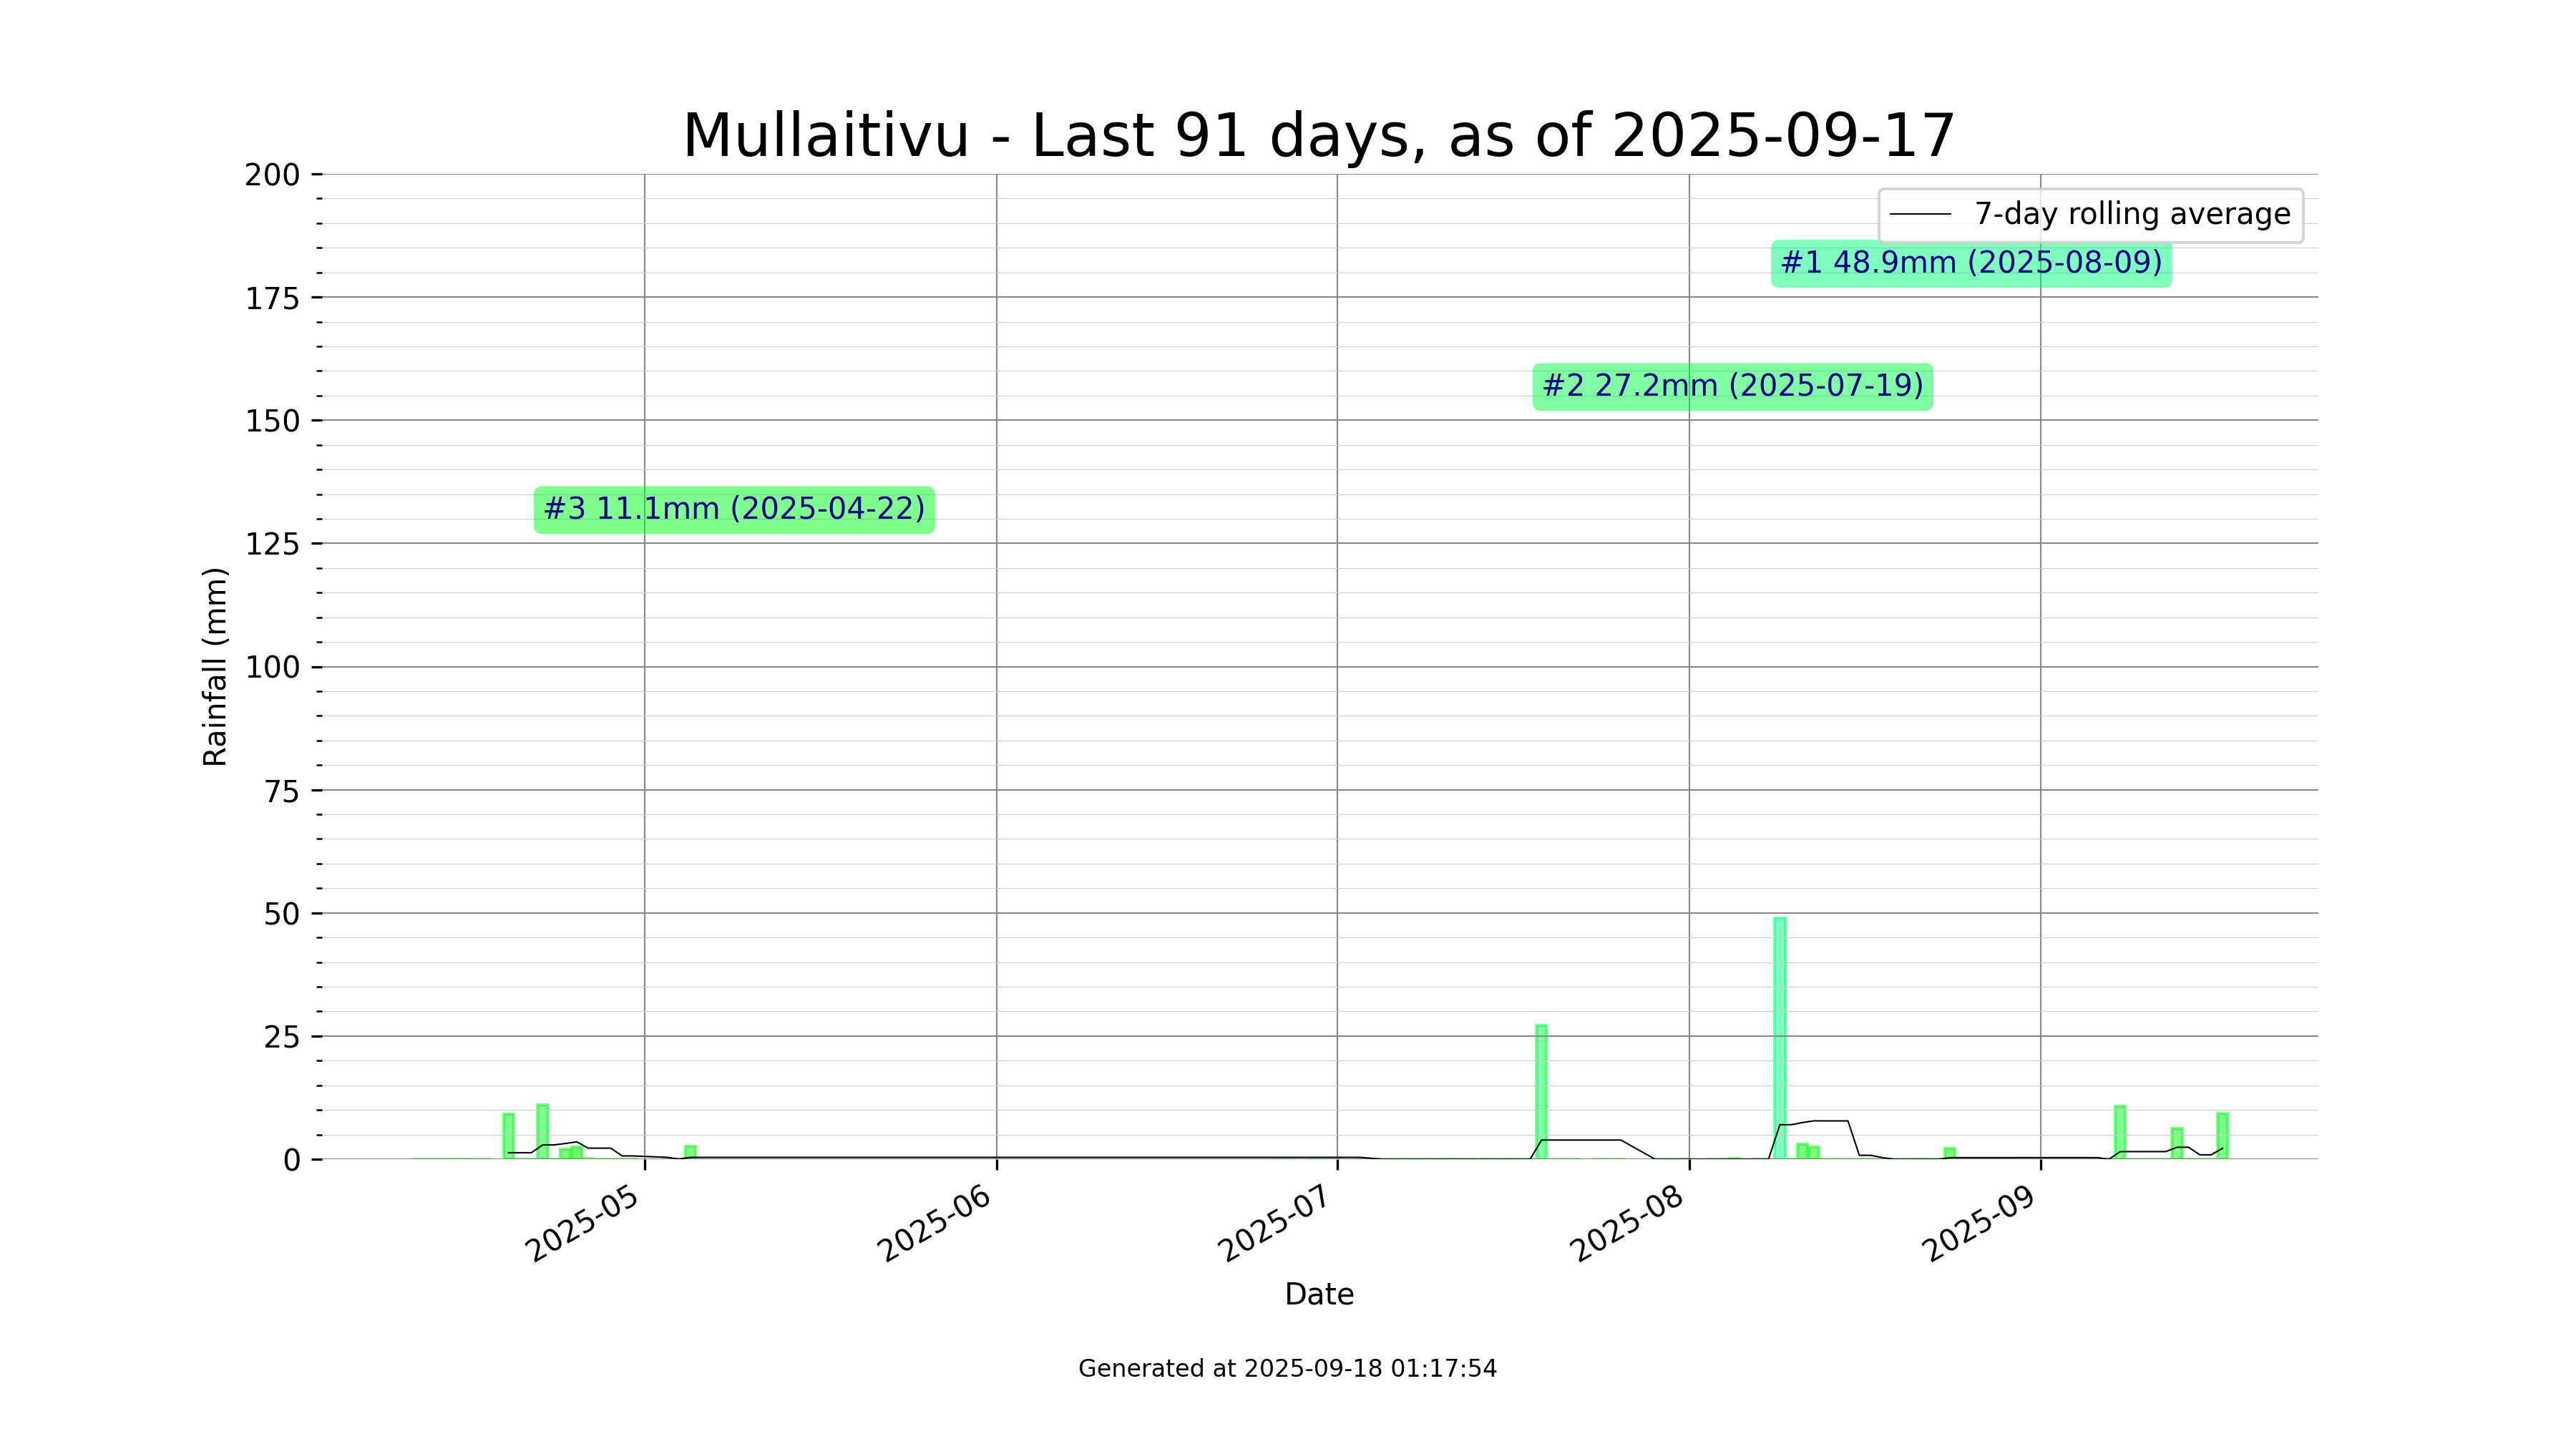 Mullaitivu - Last 91 days, as of 2025-09-17
200
175
150
125
100
75
50
25
0
Rainfall (mm)
7-day rolling average
#1 48.9mm (2025-08-09)
#2 27.2mm (2025-07-19)
#3 11.1mm (2025-04-22)
2025-05
2025-06
2025-07
2025-08
2025-09
Date
Generated at 2025-09-18 01:17:54